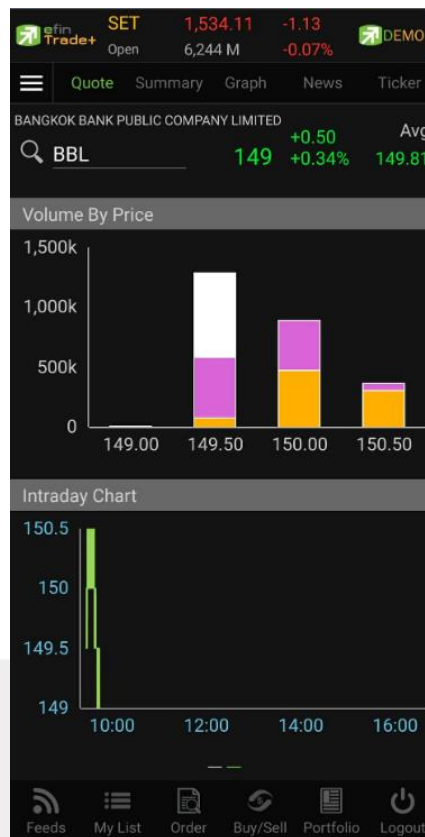 efin Trade+ SET 1,534.11 -1.13 DEMO
Open 6,244 M -0.07%
Quote Summary Graph News Ticker
BANGKOK BANK PUBLIC COMPANY LIMITED
BBL 149 +0.50 +0.34% Avg 149.81
Volume By Price
1,500k
1,000k
500k
0
149.00 149.50 150.00 150.50
Intraday Chart
150.5
150
149.5
149
10:00 12:00 14:00 16:00
Feeds My List Order Buy/Sell Portfolio Logout